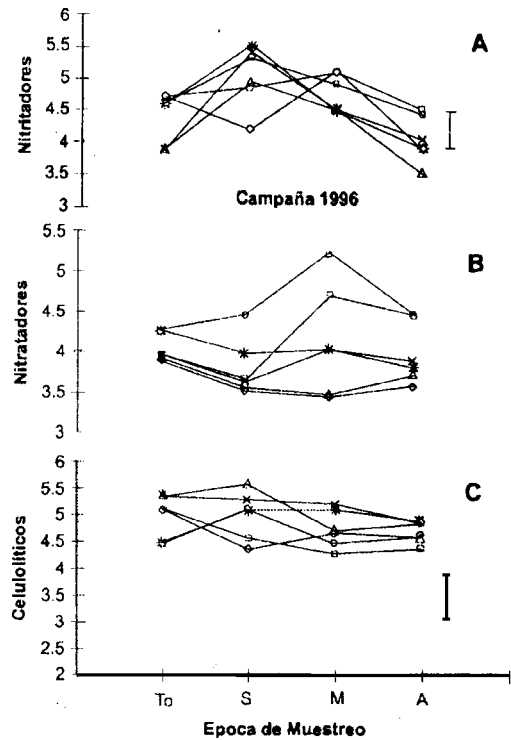 6
5.5
5
4.5
4
3.5
3
Nitritadores
A
Campaña 1996
5.5
5
4.5
4
3.5
3
Nitratadores
B
6
5.5
5
4.5
4
3.5
3
2.5
2
Celulolíticos
C
To S M A
Epoca de Muestreo